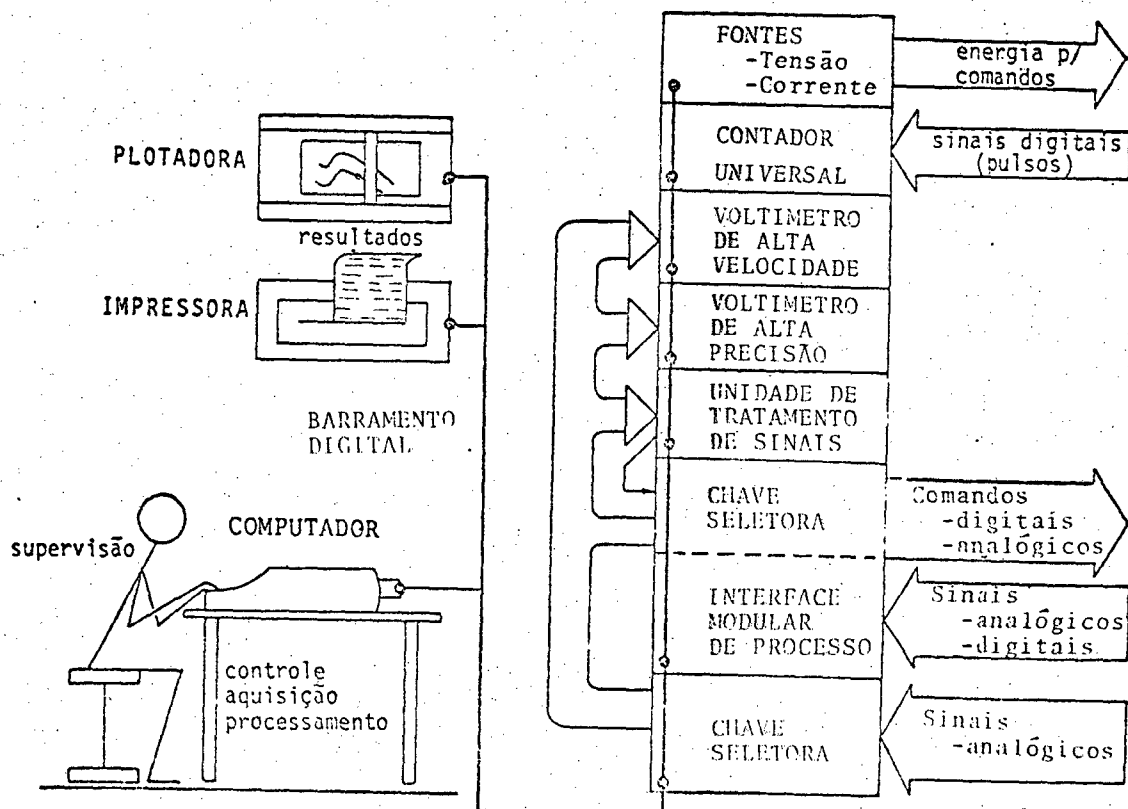 PLOTADORA
resultados
IMPRESSORA
BARRAMENTO
DIGITAL
COMPUTADOR
supervisão
controle
aquisição
processamento
FONTES
-Tensão
-Corrente
energia p/
comandos
CONTADOR
UNIVERSAL
sinais digitais
(pulsos)
VOLTIMETRO
DE ALTA
VELOCIDADE
VOLTIMETRO
DE ALTA
PRECISÃO
UNIDADE DE
TRATAMENTO
DE SINAIS
CHAVE
SELETORA
Comandos
-digitais
-analógicos
INTERFACE
MODULAR
DE PROCESSO
Sinais
-analógicos
-digitais
CHAVE
SELETORA
Sinais
-analógicos